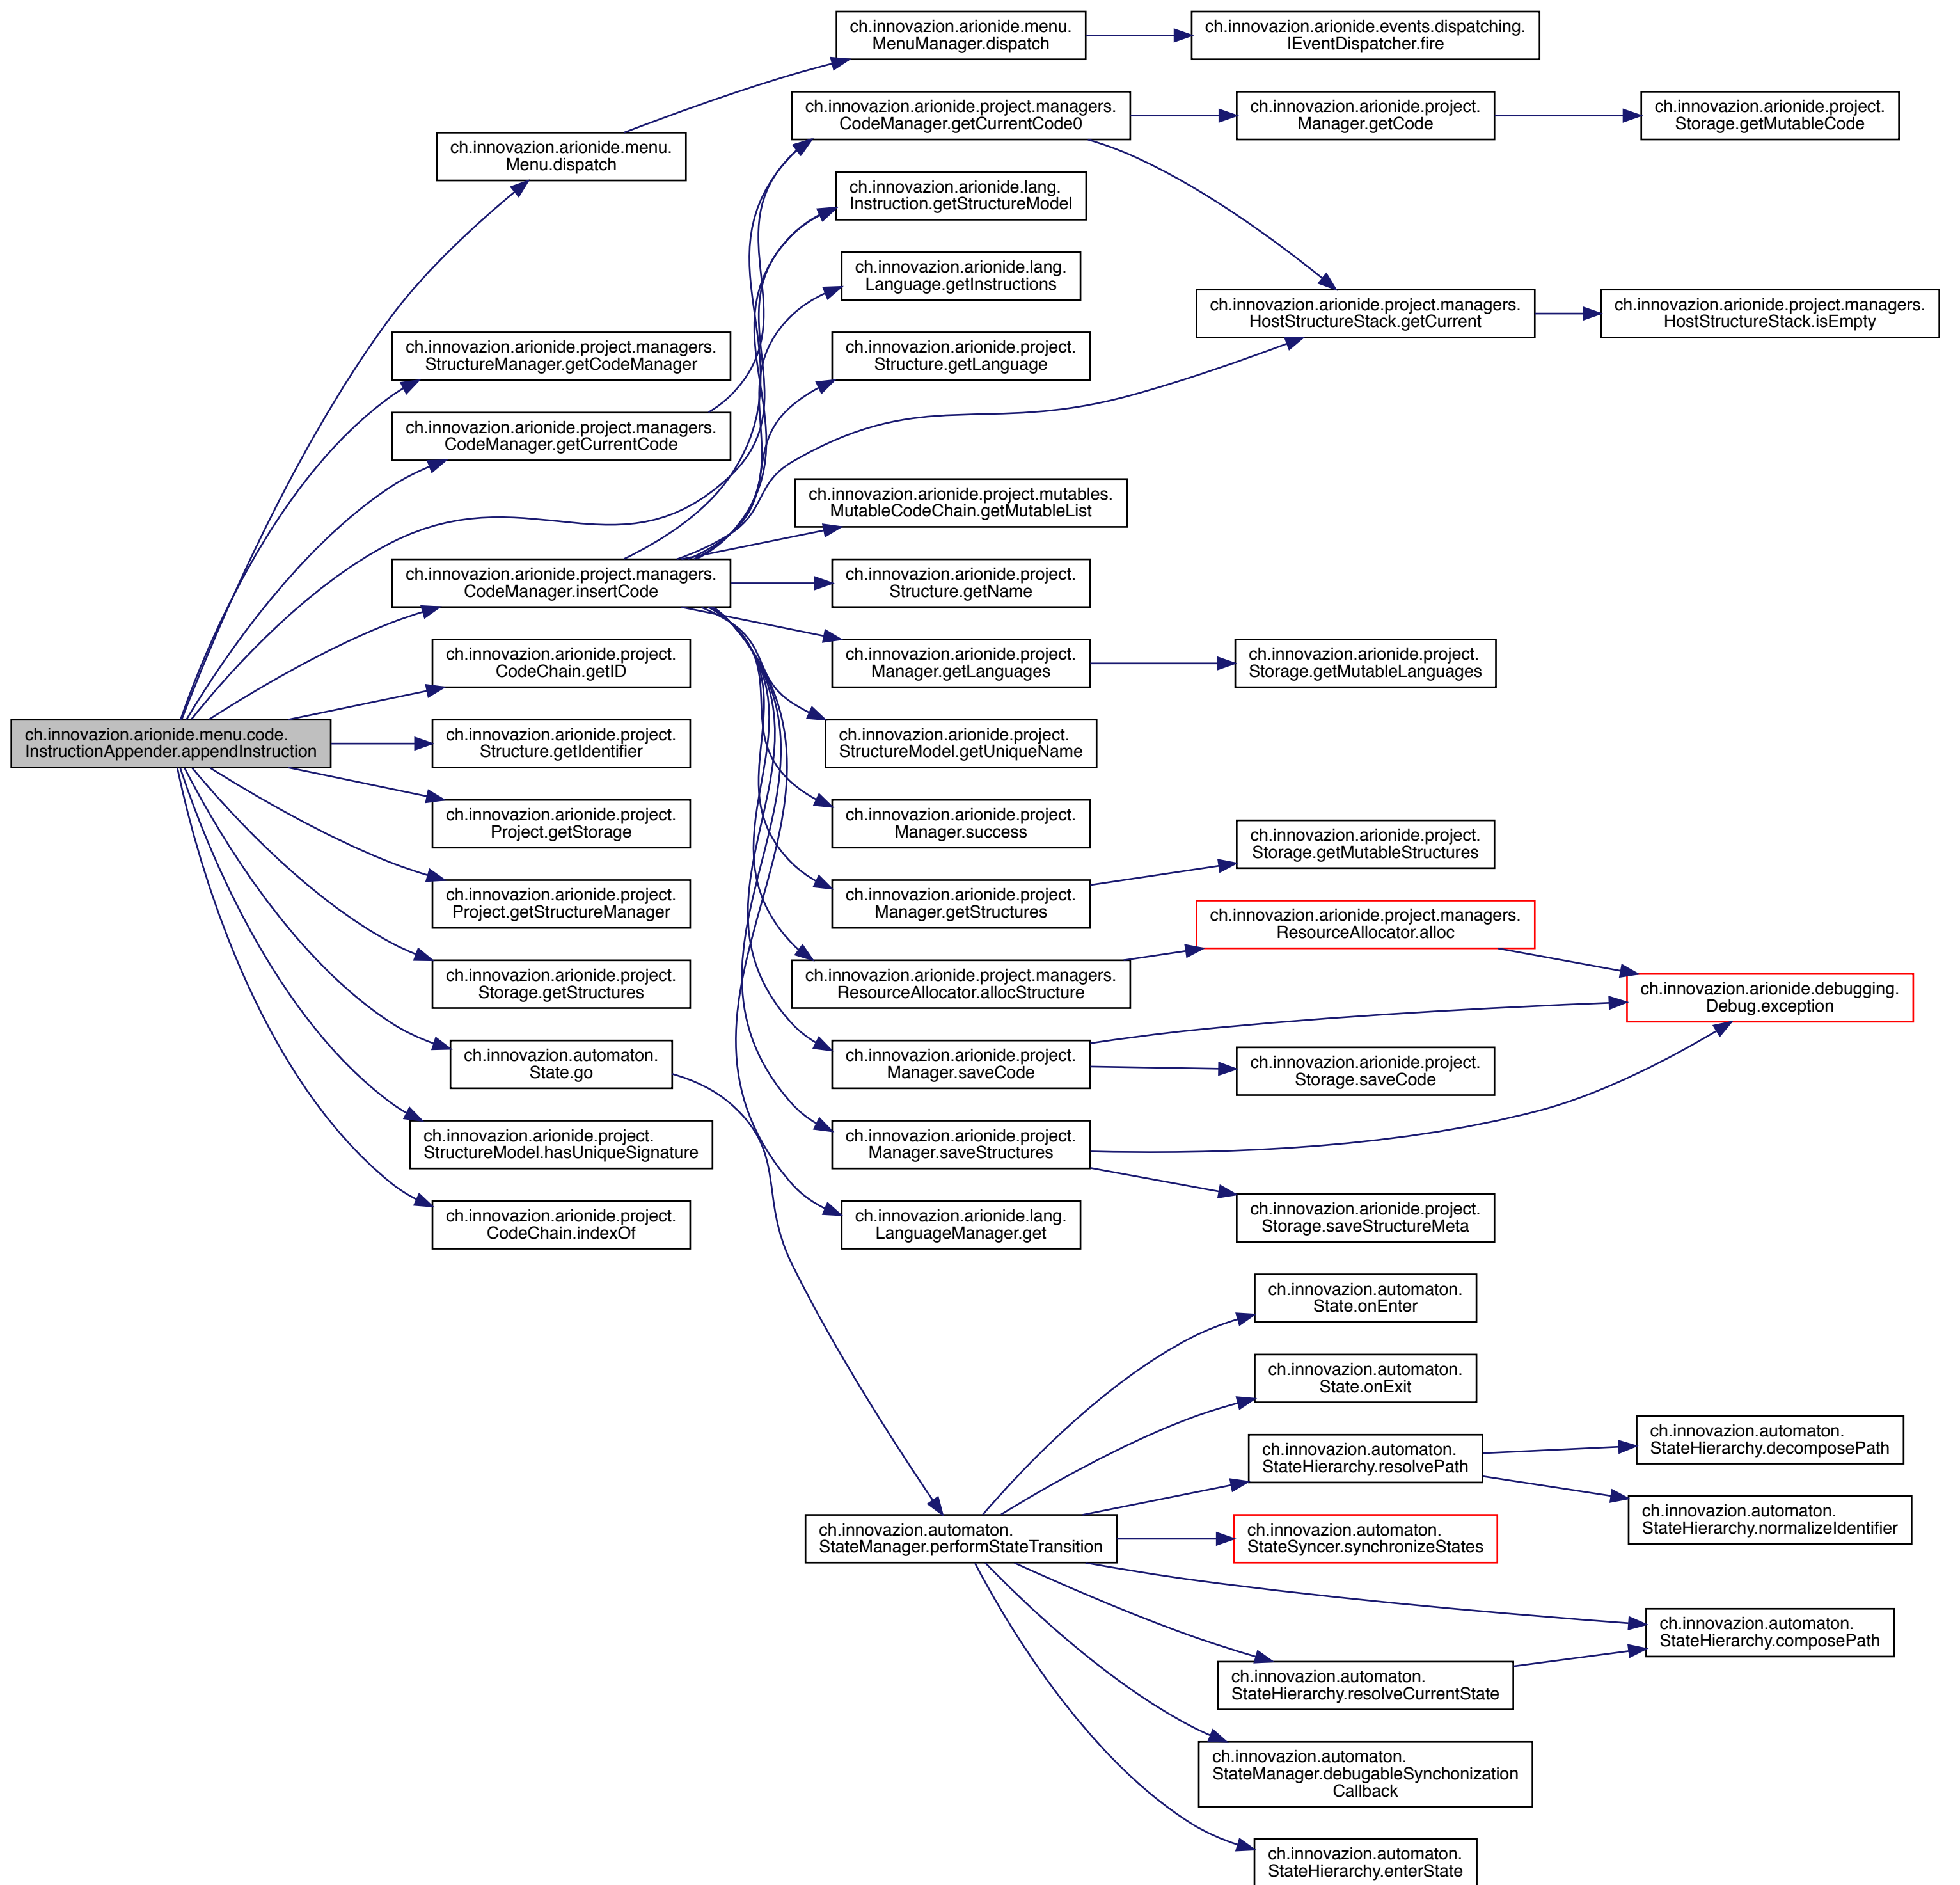 ch.innovazion.arionide.menu.code.
InstructionAppender.appendInstruction
ch.innovazion.arionide.menu.
Menu.dispatch
ch.innovazion.arionide.project.managers.
StructureManager.getCodeManager
ch.innovazion.arionide.project.managers.
CodeManager.getCurrentCode
ch.innovazion.arionide.project.managers.
CodeManager.insertCode
ch.innovazion.arionide.project.
CodeChain.getID
ch.innovazion.arionide.project.
Structure.getIdentifier
ch.innovazion.arionide.project.
Project.getStorage
ch.innovazion.arionide.project.
Project.getStructureManager
ch.innovazion.arionide.project.
Storage.getStructures
ch.innovazion.automaton.
State.go
ch.innovazion.arionide.project.
StructureModel.hasUniqueSignature
ch.innovazion.arionide.project.
CodeChain.indexOf
ch.innovazion.arionide.menu.
MenuManager.dispatch
ch.innovazion.arionide.project.managers.
CodeManager.getCurrentCode0
ch.innovazion.arionide.lang.
Instruction.getStructureModel
ch.innovazion.arionide.lang.
Language.getInstructions
ch.innovazion.arionide.project.
Structure.getLanguage
ch.innovazion.arionide.project.mutables.
MutableCodeChain.getMutableList
ch.innovazion.arionide.project.
Structure.getName
ch.innovazion.arionide.project.
Manager.getLanguages
ch.innovazion.arionide.project.
StructureModel.getUniqueName
ch.innovazion.arionide.project.
Manager.success
ch.innovazion.arionide.project.
Manager.getStructures
ch.innovazion.arionide.project.managers.
ResourceAllocator.allocStructure
ch.innovazion.arionide.project.
Manager.saveCode
ch.innovazion.arionide.project.
Manager.saveStructures
ch.innovazion.arionide.lang.
LanguageManager.get
ch.innovazion.automaton.
StateManager.performStateTransition
ch.innovazion.arionide.events.dispatching.
IEventDispatcher.fire
ch.innovazion.arionide.project.
Manager.getCode
ch.innovazion.arionide.project.managers.
HostStructureStack.getCurrent
ch.innovazion.arionide.project.
Storage.getMutableLanguages
ch.innovazion.arionide.project.
Storage.getMutableStructures
ch.innovazion.arionide.project.managers.
ResourceAllocator.alloc
ch.innovazion.arionide.project.
Storage.saveCode
ch.innovazion.arionide.project.
Storage.saveStructureMeta
ch.innovazion.automaton.
State.onEnter
ch.innovazion.automaton.
State.onExit
ch.innovazion.automaton.
StateHierarchy.resolvePath
ch.innovazion.automaton.
StateSyncer.synchronizeStates
ch.innovazion.automaton.
StateHierarchy.resolveCurrentState
ch.innovazion.automaton.
StateManager.debugableSynchonization
Callback
ch.innovazion.automaton.
StateHierarchy.enterState
ch.innovazion.arionide.project.
Storage.getMutableCode
ch.innovazion.arionide.project.managers.
HostStructureStack.isEmpty
ch.innovazion.arionide.debugging.
Debug.exception
ch.innovazion.automaton.
StateHierarchy.decomposePath
ch.innovazion.automaton.
StateHierarchy.normalizeIdentifier
ch.innovazion.automaton.
StateHierarchy.composePath